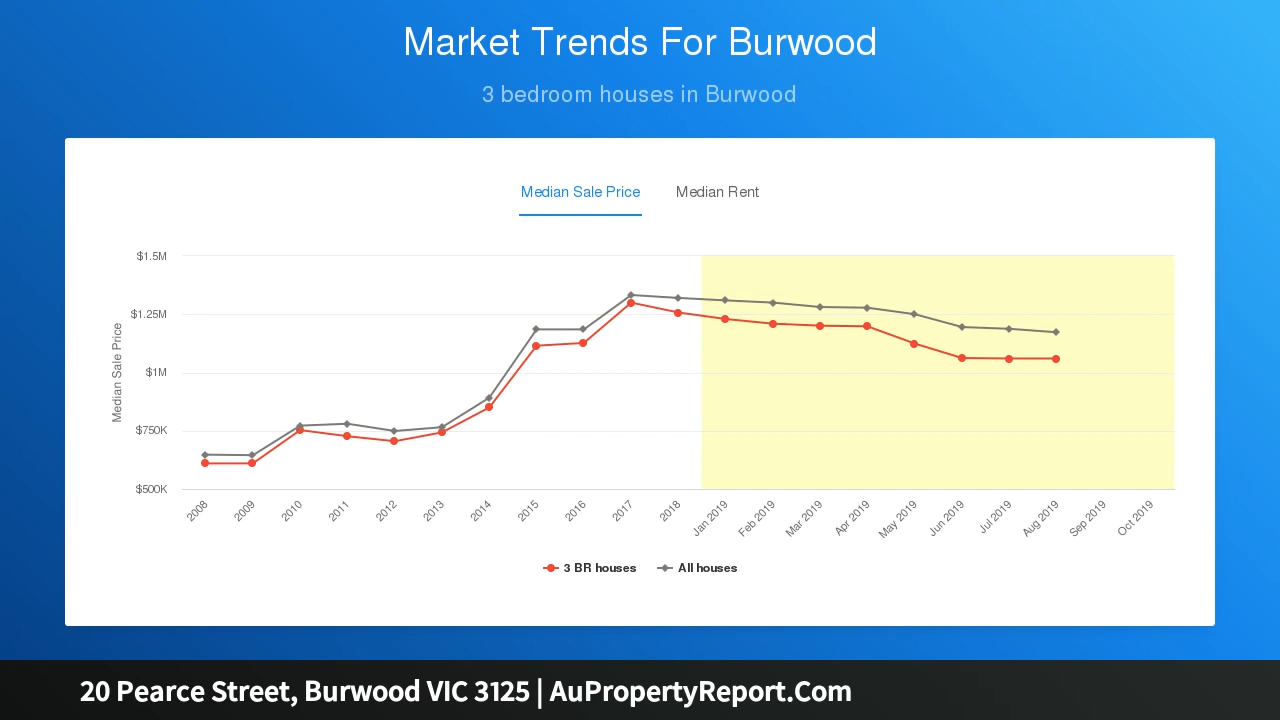 Market Trends For Burwood
3 bedroom houses in Burwood
Median Sale Price Median Rent
Median Sale Price
$1.5M
$1.25M
$1M
$750K
$500K
2008 2009 2010 2011 2012 2013 2014 2015 2016 2017 2018 Jan 2019 Feb 2019 Mar 2019 Apr 2019 May 2019 Jun 2019 Jul 2019 Aug 2019 Sep 2019 Oct 2019
3 BR houses All houses
20 Pearce Street, Burwood VIC 3125 | AuPropertyReport.Com